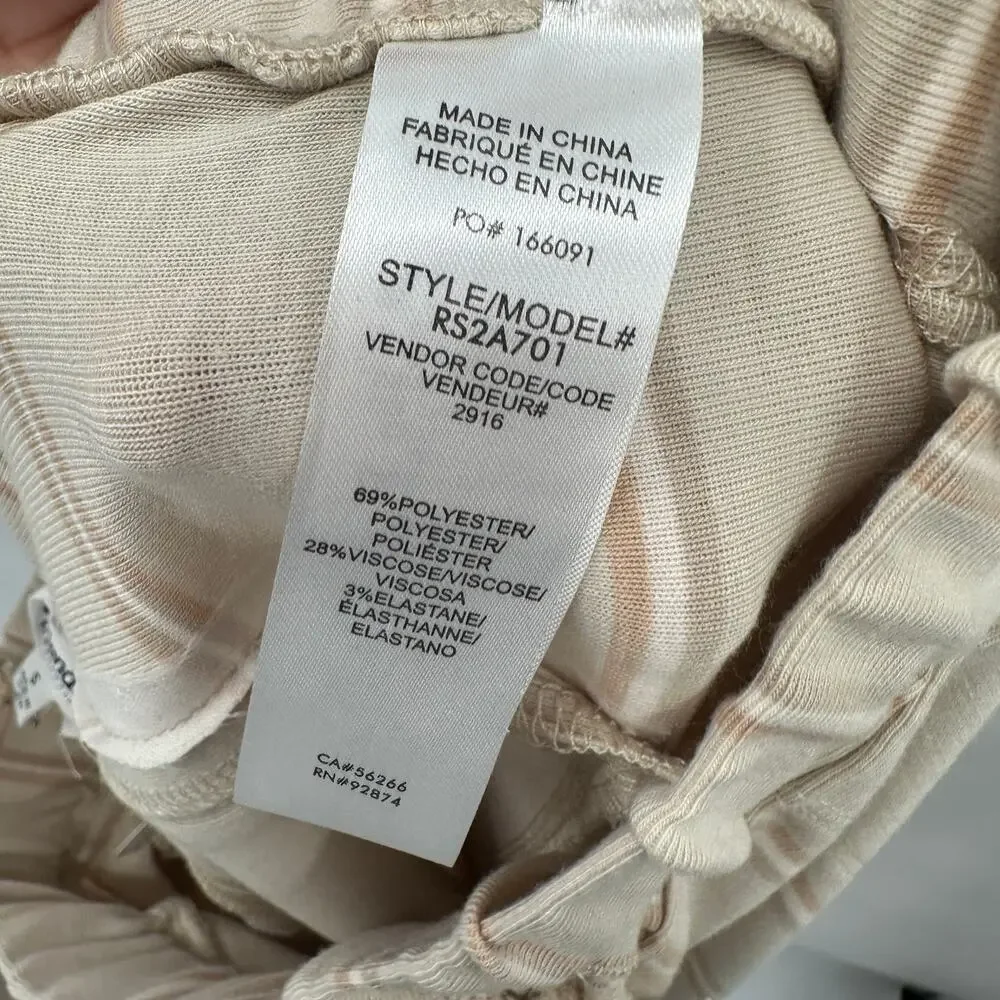 MADE IN CHINA
FABRIQUÉ EN CHINE
HECHO EN CHINA
PO# 166091
STYLE/MODEL#
RS2A701
VENDOR CODE/CODE
VENDEUR#
2916
69%POLYESTER/
POLYESTER/
POLIÉSTER
28%VISCOSE/VISCOSE/
VISCOSA
3%ELASTANE/
ÉLASTHANNE/
ELASTANO
CA#56266
RN#92874
S